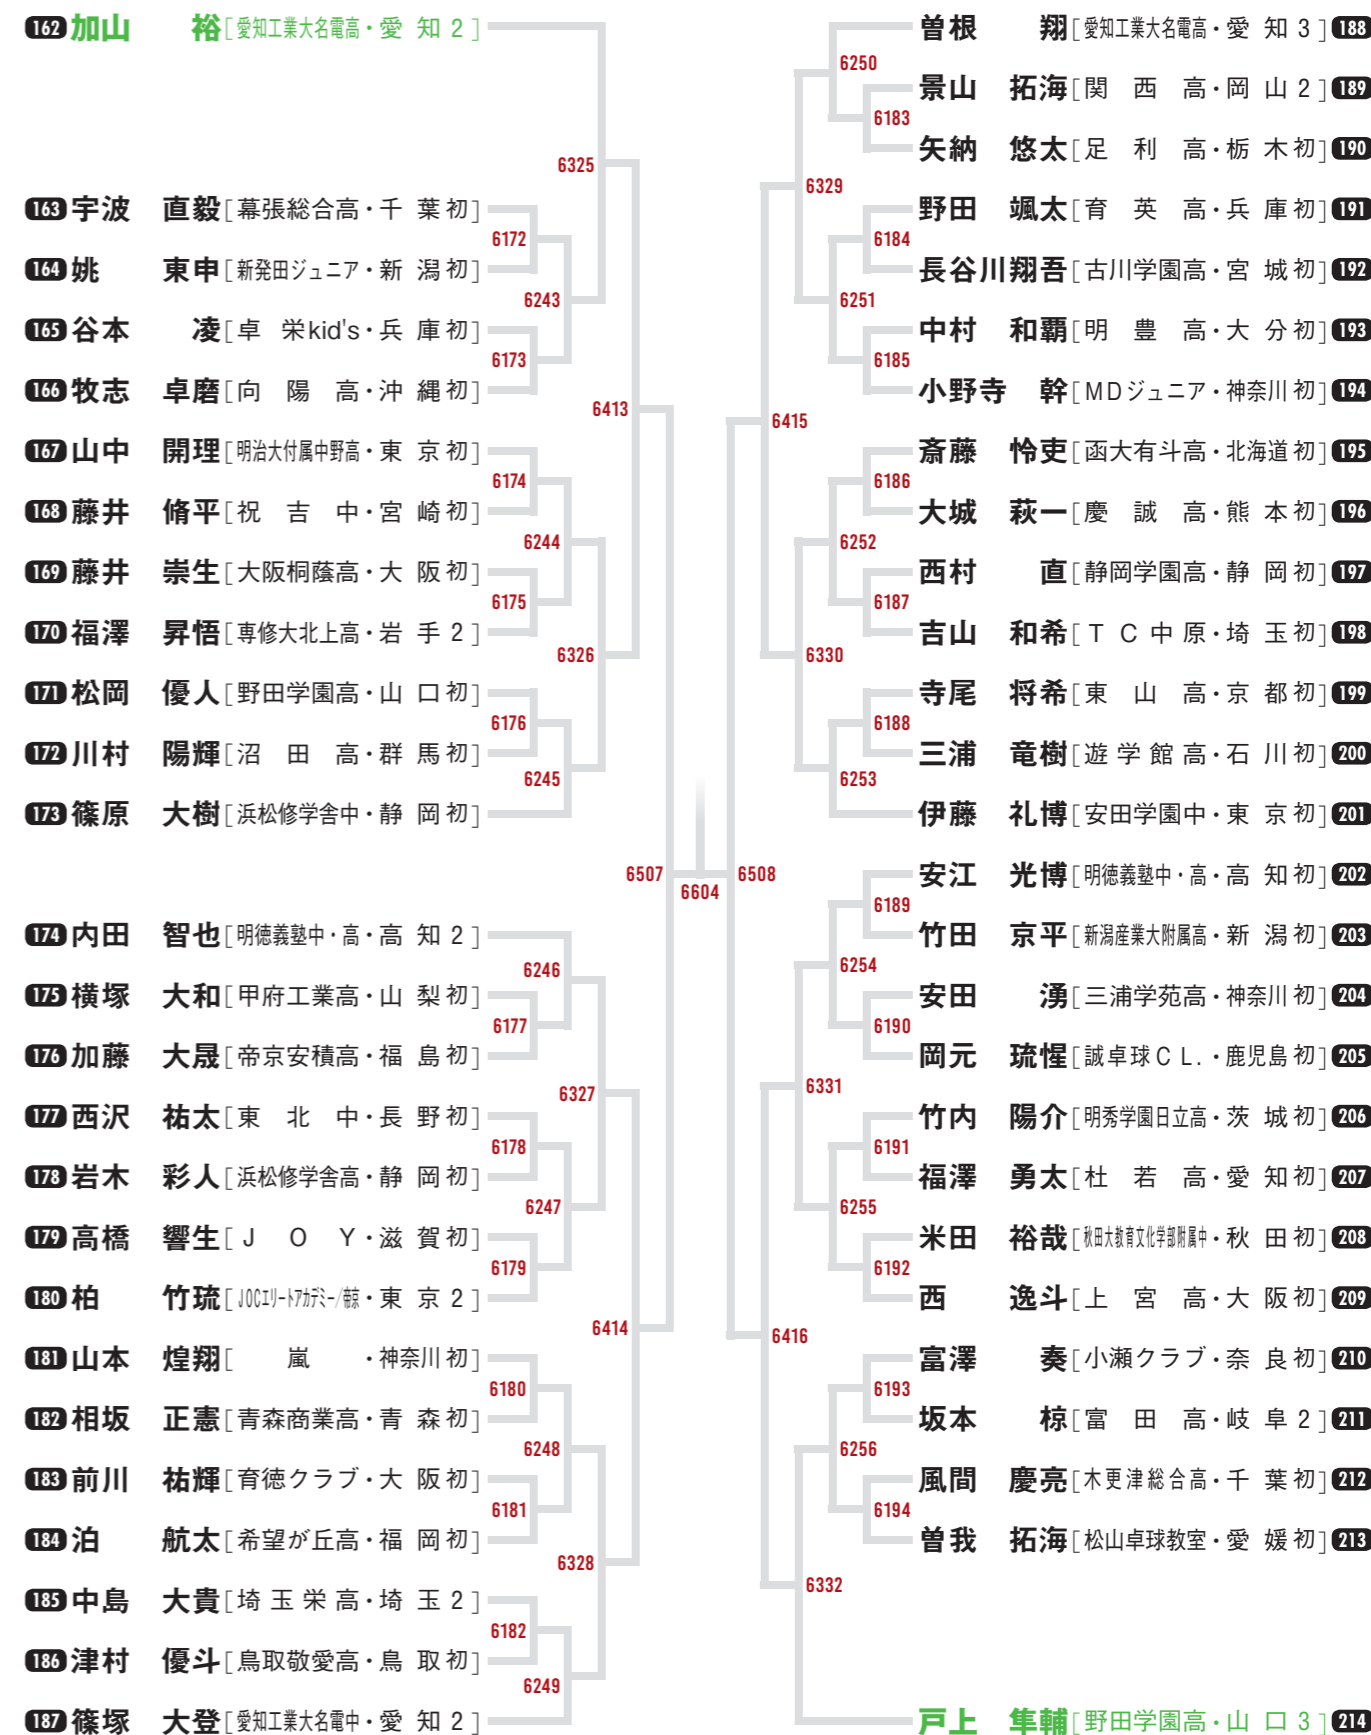 162 加山 裕[愛知工業大名電高・愛知2]
163 宇波 直毅[幕張総合高・千葉初]
164 姚 東申[新発田ジュニア・新潟初]
165 谷本 凌[卓栄kid's・兵庫初]
166 牧志 卓磨[向陽高・沖縄初]
167 山中 開理[明治大付属中野高・東京初]
168 藤井 脩平[祝吉中・宮崎初]
169 藤井 崇生[大阪桐蔭高・大阪初]
170 福澤 昇悟[専修大北上高・岩手2]
171 松岡 優人[野田学園高・山口初]
172 川村 陽輝[沼田高・群馬初]
173 篠原 大樹[浜松修学舎中・静岡初]
174 内田 智也[明徳義塾中・高・高知2]
175 横塚 大和[甲府工業高・山梨初]
176 加藤 大晟[帝京安積高・福島初]
177 西沢 祐太[東北中・長野初]
178 岩木 彩人[浜松修学舎高・静岡初]
179 高橋 響生[JOY・滋賀初]
180 柏 竹琉[JOCエリートアカデミー/帝京・東京2]
181 山本 煌翔[嵐・神奈川初]
182 相坂 正憲[青森商業高・青森初]
183 前川 祐輝[育徳クラブ・大阪初]
184 泊 航太[希望が丘高・福岡初]
185 中島 大貴[埼玉栄高・埼玉2]
186 津村 優斗[鳥取敬愛高・鳥取初]
187 篠塚 大登[愛知工業大名電中・愛知2]
6172
6173
6174
6175
6176
6177
6178
6179
6180
6181
6182
6243
6244
6245
6246
6247
6248
6249
6325
6326
6327
6328
6413
6414
6507
6604
6508
6415
6416
6329
6330
6331
6332
6250
6251
6252
6253
6254
6255
6256
6183
6184
6185
6186
6187
6188
6189
6190
6191
6192
6193
6194
曽根 翔[愛知工業大名電高・愛知3] 188
景山 拓海[関西高・岡山2] 189
矢納 悠太[足利高・栃木初] 190
野田 颯太[育英高・兵庫初] 191
長谷川翔吾[古川学園高・宮城初] 192
中村 和覇[明豊高・大分初] 193
小野寺 幹[MDジュニア・神奈川初] 194
斎藤 怜吏[函大有斗高・北海道初] 195
大城 萩一[慶誠高・熊本初] 196
西村 直[静岡学園高・静岡初] 197
吉山 和希[TC中原・埼玉初] 198
寺尾 将希[東山高・京都初] 199
三浦 竜樹[遊学館高・石川初] 200
伊藤 礼博[安田学園中・東京初] 201
安江 光博[明徳義塾中・高・高知初] 202
竹田 京平[新潟産業大附属高・新潟初] 203
安田 湧[三浦学苑高・神奈川初] 204
岡元 琉惺[誠卓球CL.・鹿児島初] 205
竹内 陽介[明秀学園日立高・茨城初] 206
福澤 勇太[杜若高・愛知初] 207
米田 裕哉[秋田大教育文化学部附属中・秋田初] 208
西 逸斗[上宮高・大阪初] 209
富澤 奏[小瀬クラブ・奈良初] 210
坂本 椋[富田高・岐阜2] 211
風間 慶亮[木更津総合高・千葉初] 212
曽我 拓海[松山卓球教室・愛媛初] 213
戸上 隼輔[野田学園高・山口3] 214